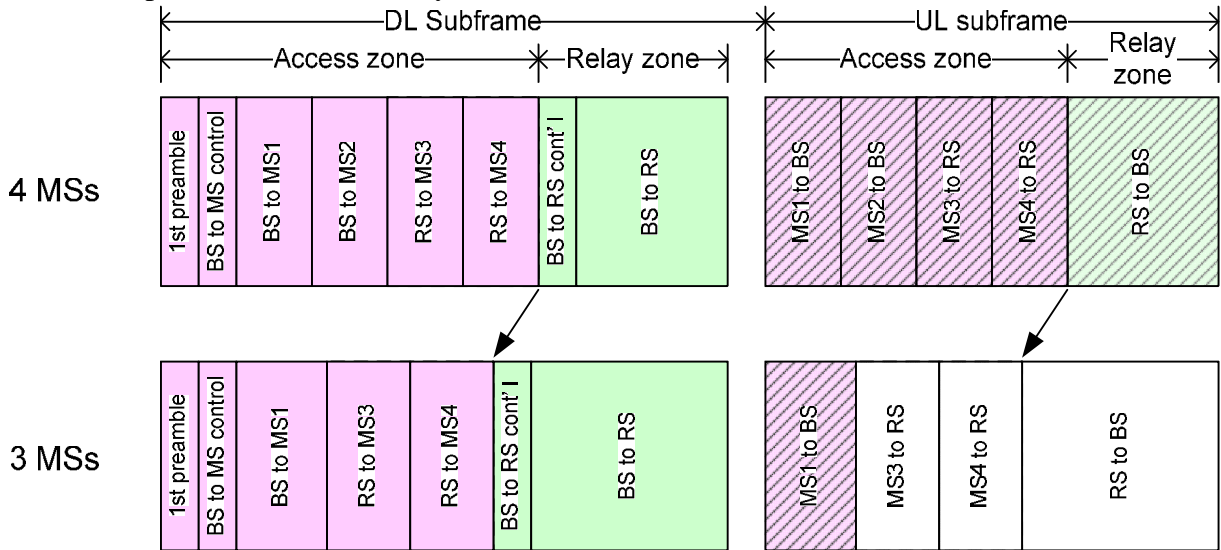 DL Subframe
UL subframe
Access zone
Relay zone
Access zone
Relay
zone
4 MSs
1st preamble
BS to MS control
BS to MS1
BS to MS2
RS to MS3
RS to MS4
BS to RS cont' l
BS to RS
MS1 to BS
MS2 to BS
MS3 to RS
MS4 to RS
RS to BS
3 MSs
1st preamble
BS to MS control
BS to MS1
RS to MS3
RS to MS4
BS to RS cont' l
BS to RS
MS1 to BS
MS3 to RS
MS4 to RS
RS to BS